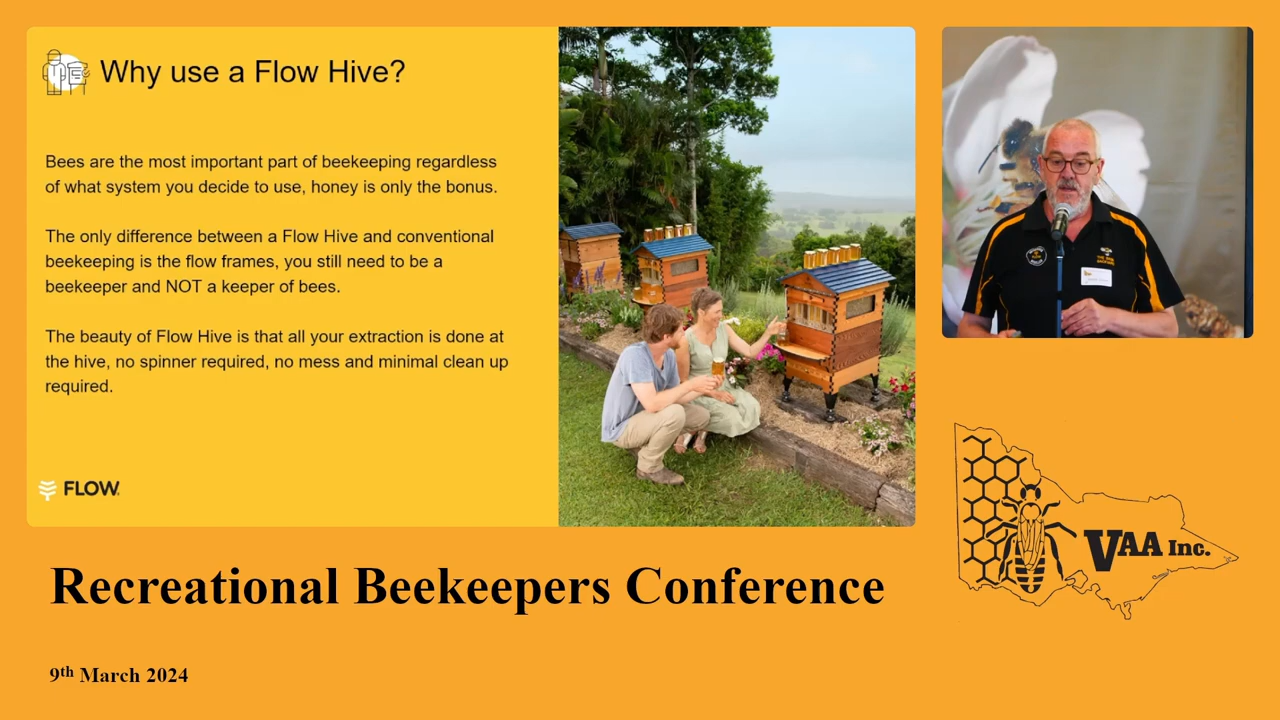 Why use a Flow Hive?
Bees are the most important part of beekeeping regardless
of what system you decide to use, honey is only the bonus.
The only difference between a Flow Hive and conventional
beekeeping is the flow frames, you still need to be a
beekeeper and NOT a keeper of bees.
The beauty of Flow Hive is that all your extraction is done at
the hive, no spinner required, no mess and minimal clean up
required.
FLOW
VAA Inc.
Recreational Beekeepers Conference
9th March 2024